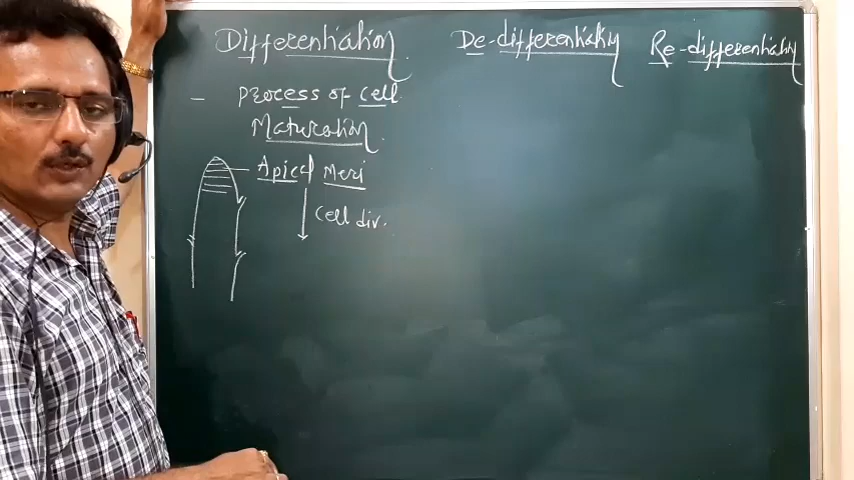 Differentiation
De-differentiation
Re-differentiation
– Process of cell
Maturation
Apical Meri
cell div.